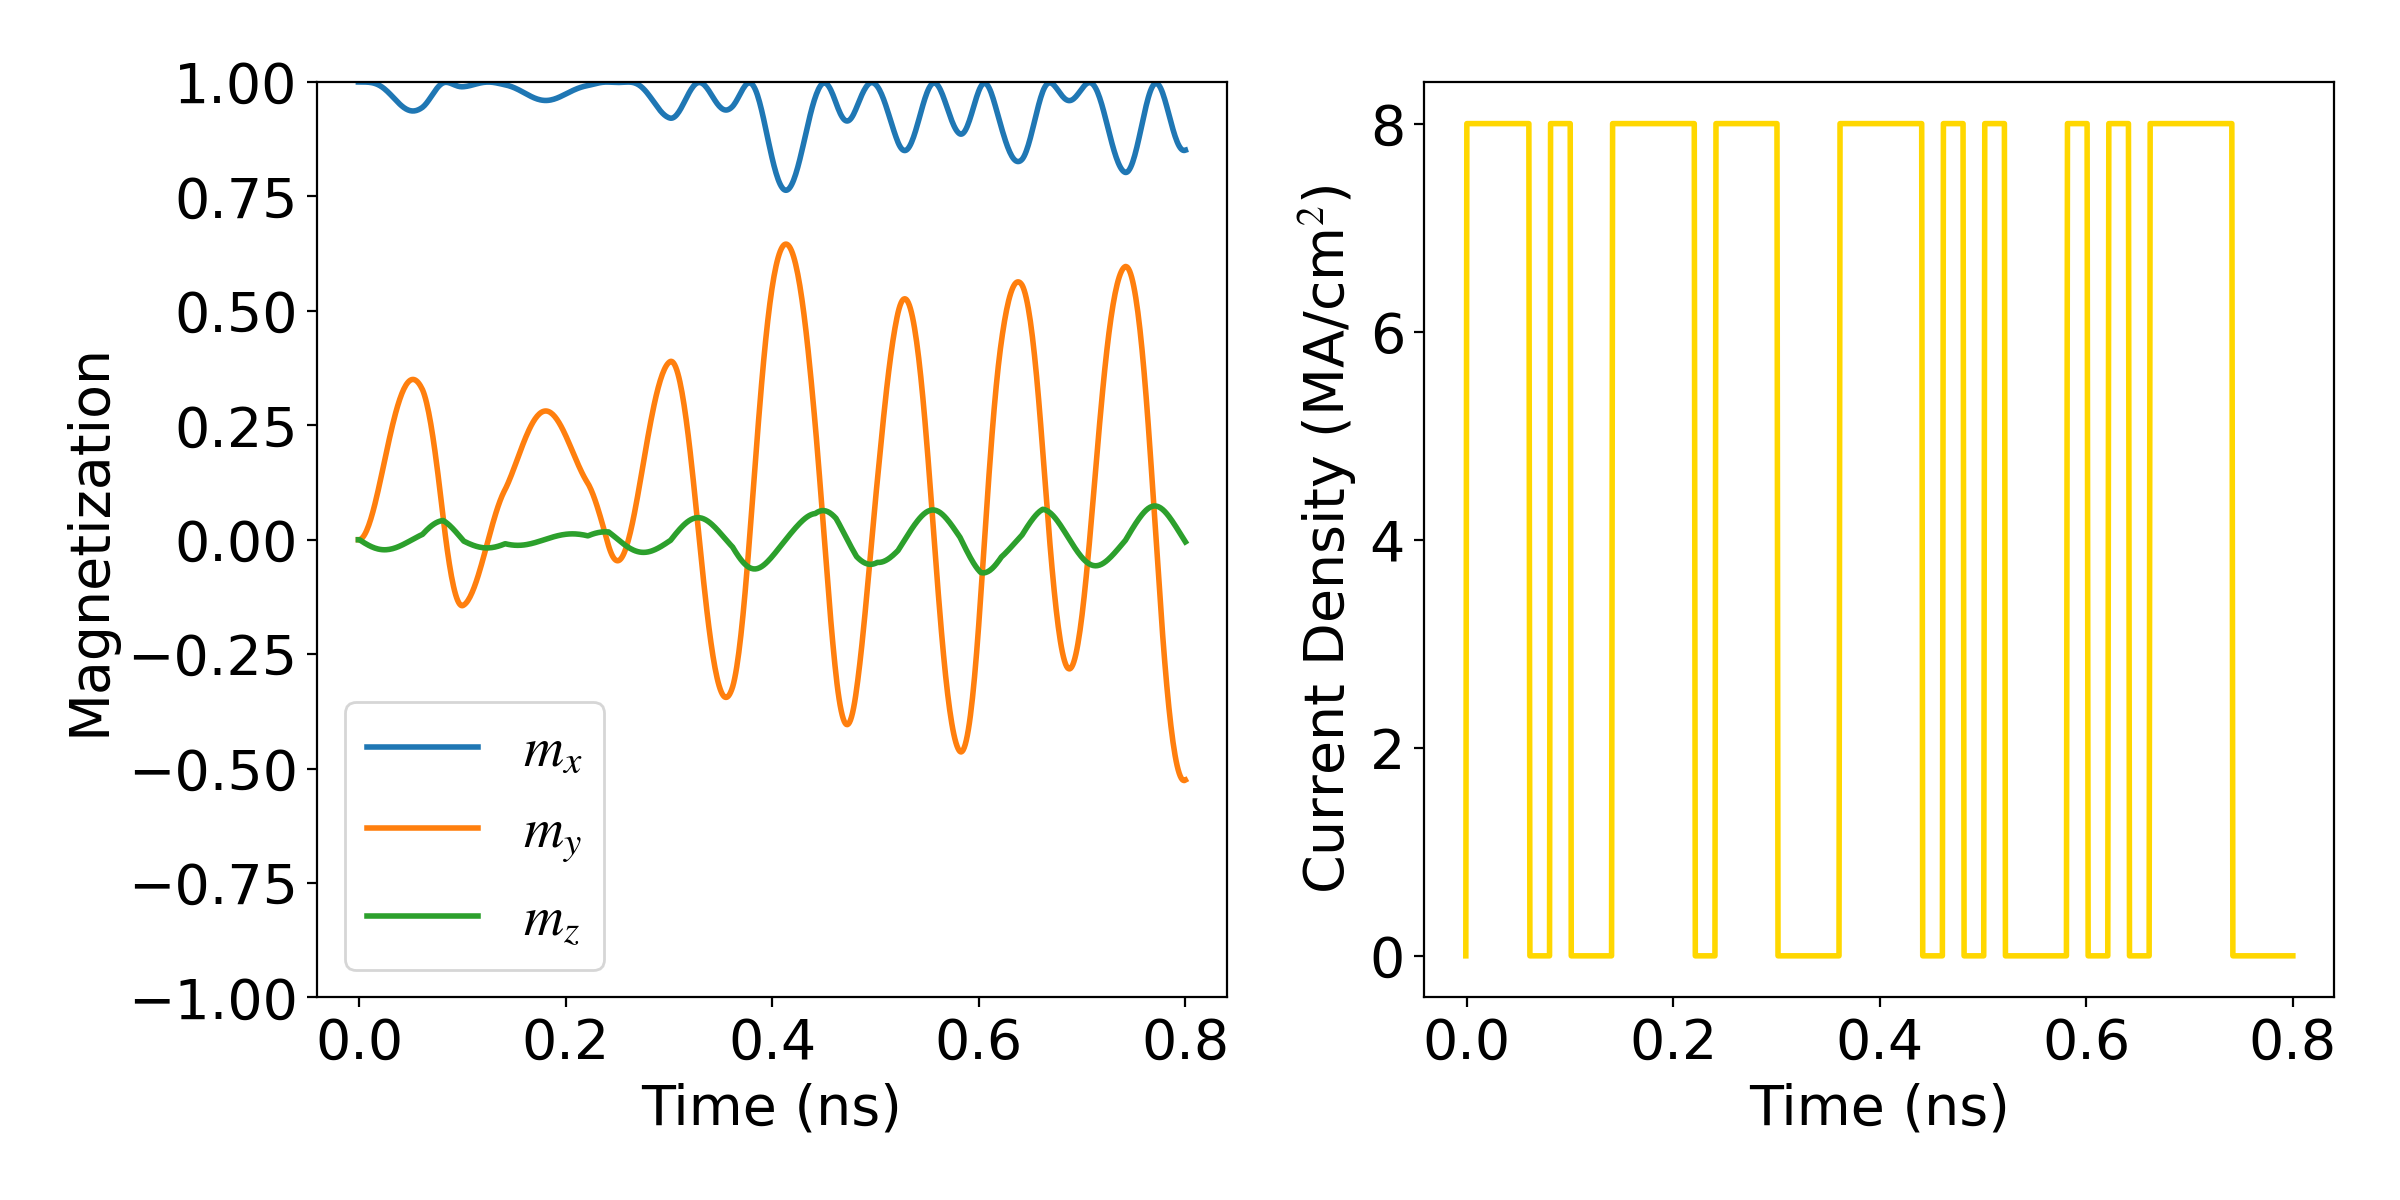 1.00
0.75
0.50
0.25
0.00
−0.25
−0.50
−0.75
−1.00
Magnetization
0.0 0.2 0.4 0.6 0.8
Time (ns)
m_x
m_y
m_z
8
6
4
2
0
Current Density (MA/cm²)
0.0 0.2 0.4 0.6 0.8
Time (ns)